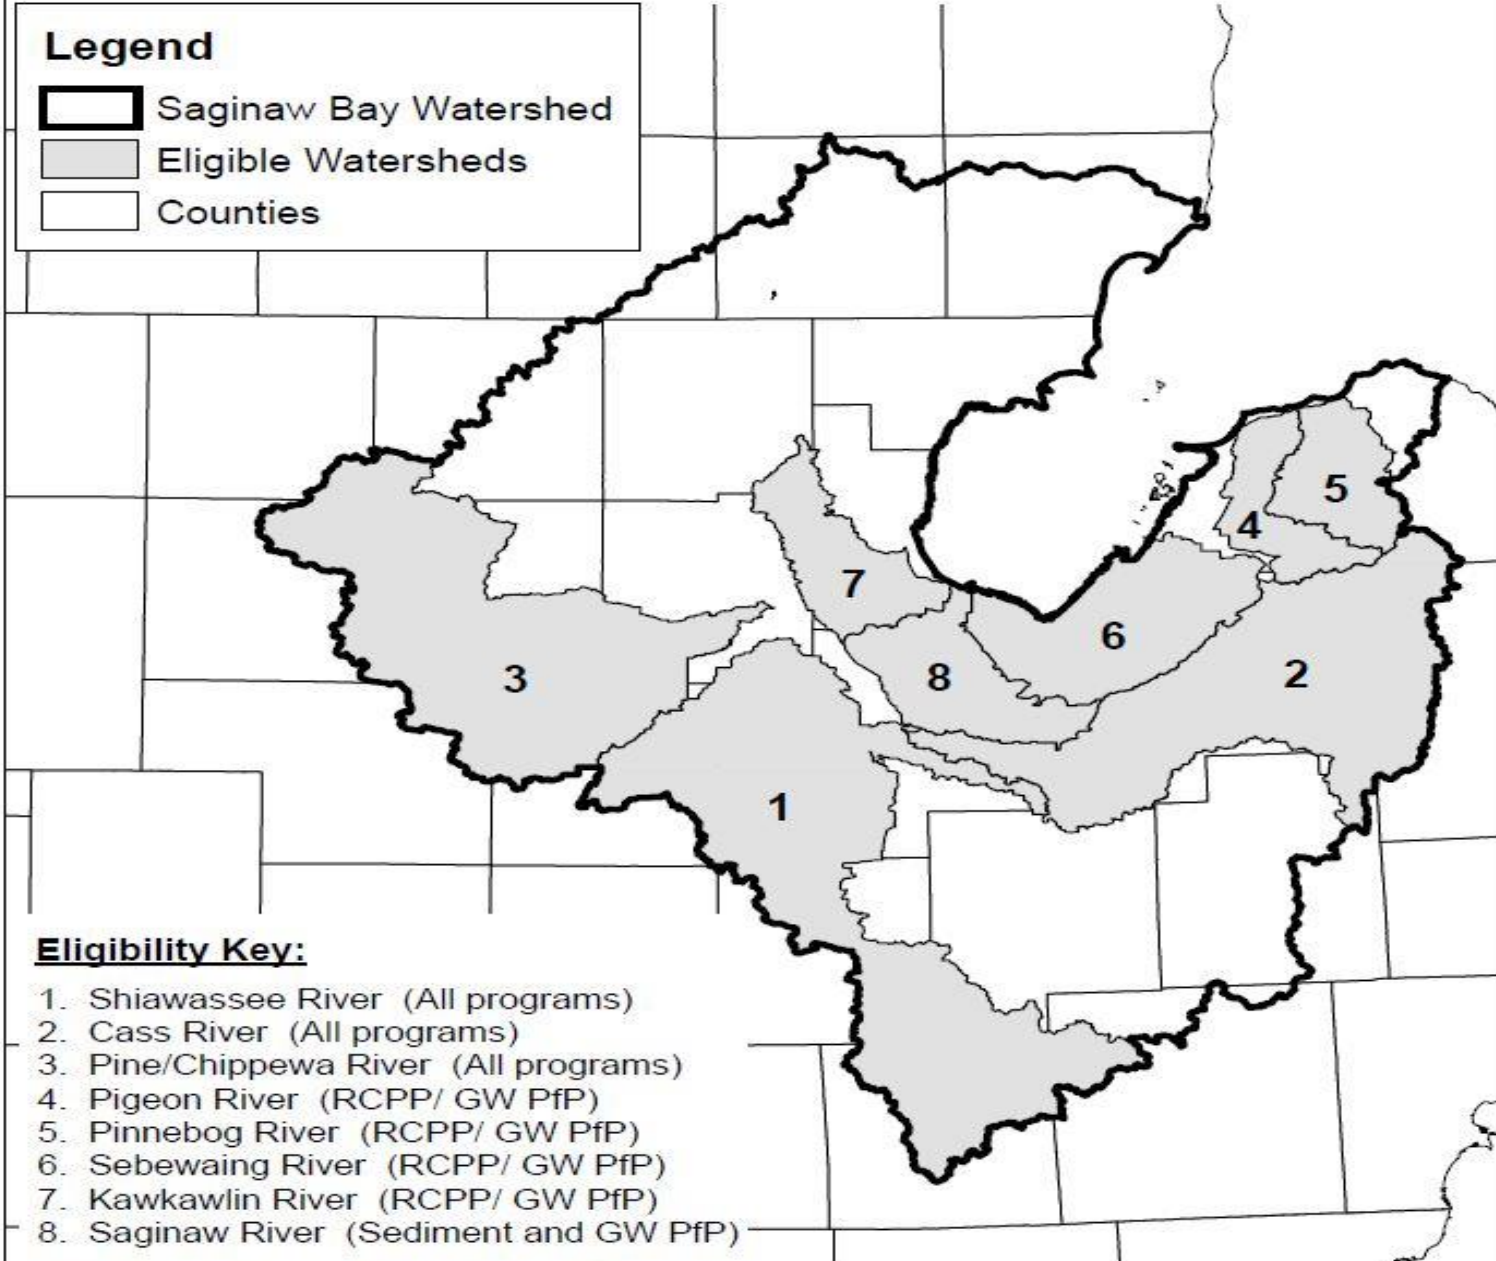 Legend
Saginaw Bay Watershed
Eligible Watersheds
Counties
5
4
7
6
3
8
2
1
Eligibility Key:
1. Shiawassee River (All programs)
2. Cass River (All programs)
3. Pine/Chippewa River (All programs)
4. Pigeon River (RCPP/ GW PfP)
5. Pinnebog River (RCPP/ GW PfP)
6. Sebewaing River (RCPP/ GW PfP)
7. Kawkawlin River (RCPP/ GW PfP)
8. Saginaw River (Sediment and GW PfP)